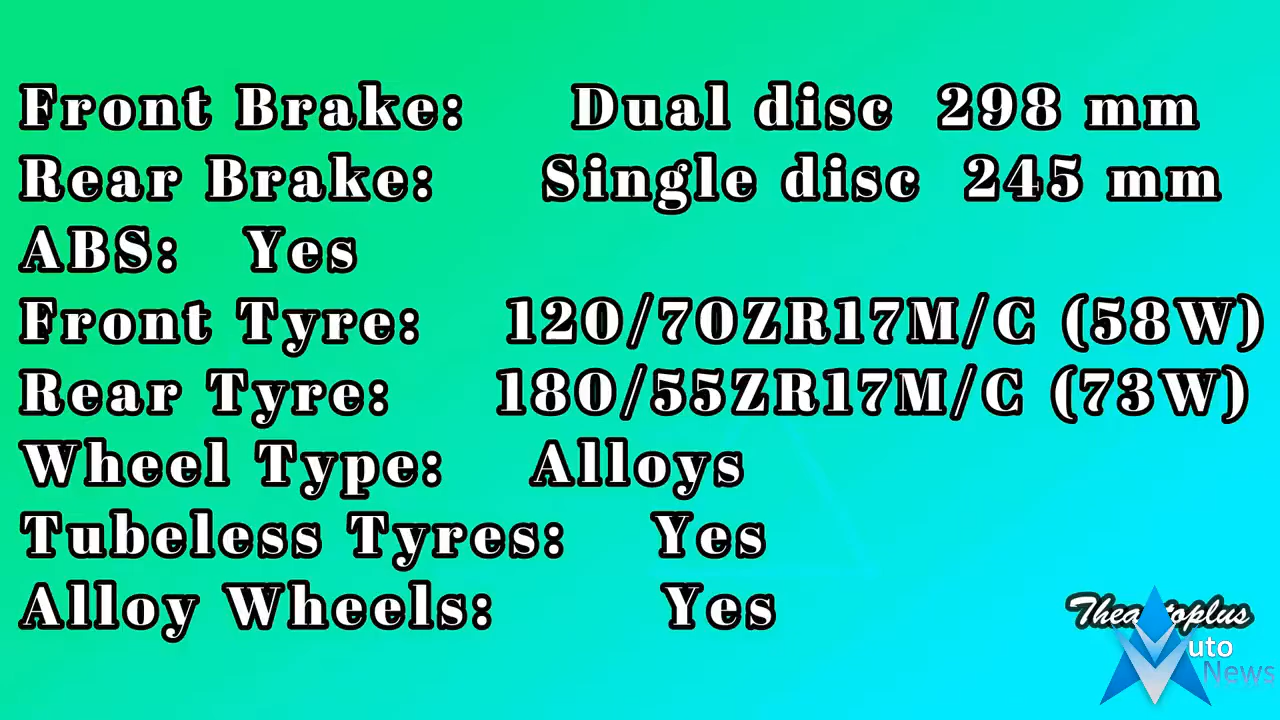 Front Brake: Dual disc 298 mm
Rear Brake: Single disc 245 mm
ABS: Yes
Front Tyre: 120/70ZR17M/C (58W)
Rear Tyre: 180/55ZR17M/C (73W)
Wheel Type: Alloys
Tubeless Tyres: Yes
Alloy Wheels: Yes
uto
News